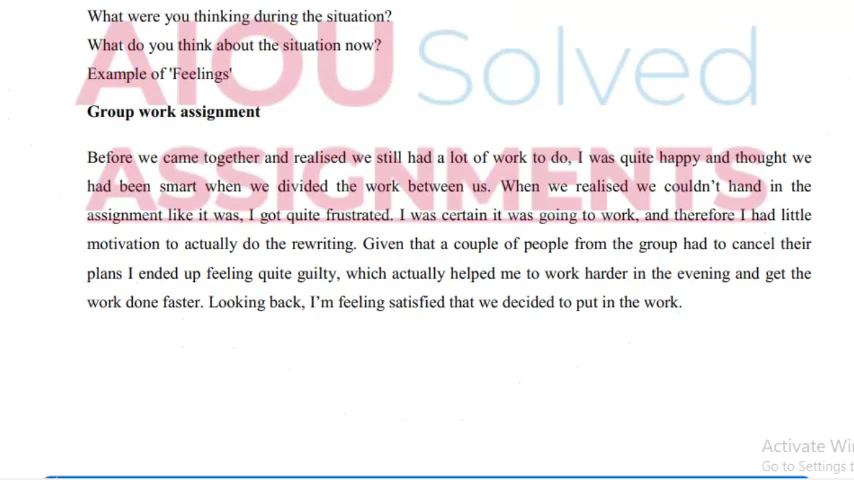 What were you thinking during the situation?
What do you think about the situation now?
Example of 'Feelings'
AIOU Solved
ASSIGNMENTS
Group work assignment
Before we came together and realised we still had a lot of work to do, I was quite happy and thought we
had been smart when we divided the work between us. When we realised we couldn't hand in the
assignment like it was, I got quite frustrated. I was certain it was going to work, and therefore I had little
motivation to actually do the rewriting. Given that a couple of people from the group had to cancel their
plans I ended up feeling quite guilty, which actually helped me to work harder in the evening and get the
work done faster. Looking back, I'm feeling satisfied that we decided to put in the work.
Activate Wi
Go to Settings t